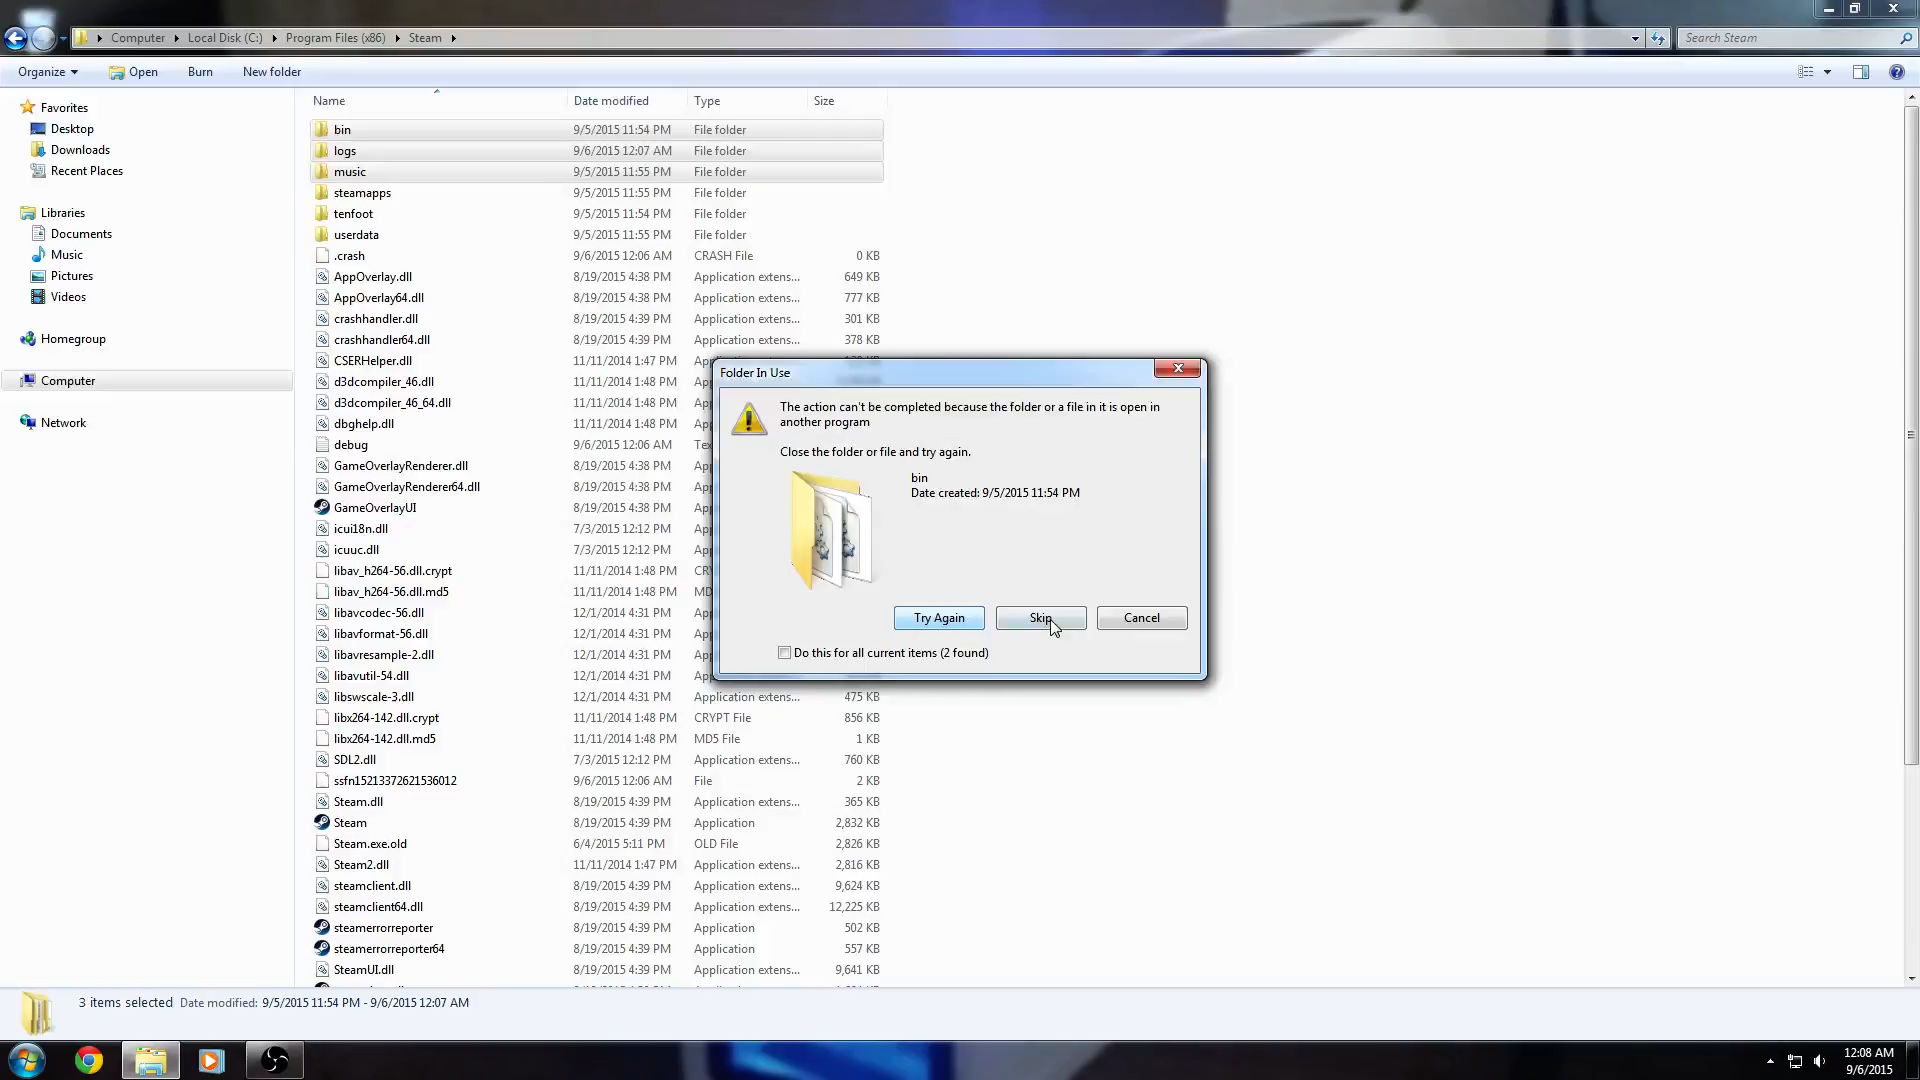 Computer Local Disk (C:) Program Files (x86) Steam Search Steam
Organize Open Burn New folder
Favorites
Desktop
Downloads
Recent Places
Libraries
Documents
Music
Pictures
Videos
Homegroup
Computer
Network
Name Date modified Type Size
bin 9/5/2015 11:54 PM File folder
logs 9/6/2015 12:07 AM File folder
music 9/5/2015 11:55 PM File folder
steamapps 9/5/2015 11:55 PM File folder
tenfoot 9/5/2015 11:54 PM File folder
userdata 9/5/2015 11:55 PM File folder
.crash 9/6/2015 12:06 AM CRASH File 0 KB
AppOverlay.dll 8/19/2015 4:38 PM Application extens... 649 KB
AppOverlay64.dll 8/19/2015 4:38 PM Application extens... 777 KB
crashhandler.dll 8/19/2015 4:39 PM Application extens... 301 KB
crashhandler64.dll 8/19/2015 4:39 PM Application extens... 378 KB
CSERHelper.dll 11/11/2014 1:47 PM
d3dcompiler_46.dll 11/11/2014 1:48 PM
d3dcompiler_46_64.dll 11/11/2014 1:48 PM
dbghelp.dll 8/19/2015 4:39 PM
debug 9/6/2015 12:06 AM
GameOverlayRenderer.dll 8/19/2015 4:38 PM
GameOverlayRenderer64.dll 8/19/2015 4:38 PM
GameOverlayUI 8/19/2015 4:38 PM
icui18n.dll 7/3/2015 12:12 PM
icuuc.dll 7/3/2015 12:12 PM
libav_h264-56.dll.crypt 11/11/2014 1:48 PM
libav_h264-56.dll.md5 11/11/2014 1:48 PM
libavcodec-56.dll 12/1/2014 4:31 PM
libavformat-56.dll 12/1/2014 4:31 PM
libavresample-2.dll 12/1/2014 4:31 PM
libavutil-54.dll 12/1/2014 4:31 PM
libswscale-3.dll 12/1/2014 4:31 PM Application extens... 475 KB
libx264-142.dll.crypt 11/11/2014 1:48 PM CRYPT File 856 KB
libx264-142.dll.md5 11/11/2014 1:48 PM MD5 File 1 KB
SDL2.dll 7/3/2015 12:12 PM Application extens... 760 KB
ssfn15213372621536012 9/6/2015 12:06 AM File 2 KB
Steam.dll 8/19/2015 4:39 PM Application extens... 365 KB
Steam 8/19/2015 4:39 PM Application 2,832 KB
Steam.exe.old 6/4/2015 5:11 PM OLD File 2,826 KB
Steam2.dll 11/11/2014 1:47 PM Application extens... 2,816 KB
steamclient.dll 8/19/2015 4:39 PM Application extens... 9,624 KB
steamclient64.dll 8/19/2015 4:39 PM Application extens... 12,225 KB
steamerrorreporter 8/19/2015 4:39 PM Application 502 KB
steamerrorreporter64 8/19/2015 4:39 PM Application 557 KB
SteamUI.dll 8/19/2015 4:39 PM Application extens... 9,641 KB
Folder In Use
The action can't be completed because the folder or a file in it is open in
another program
Close the folder or file and try again.
bin
Date created: 9/5/2015 11:54 PM
Try Again Skip Cancel
Do this for all current items (2 found)
3 items selected Date modified: 9/5/2015 11:54 PM - 9/6/2015 12:07 AM
12:08 AM
9/6/2015